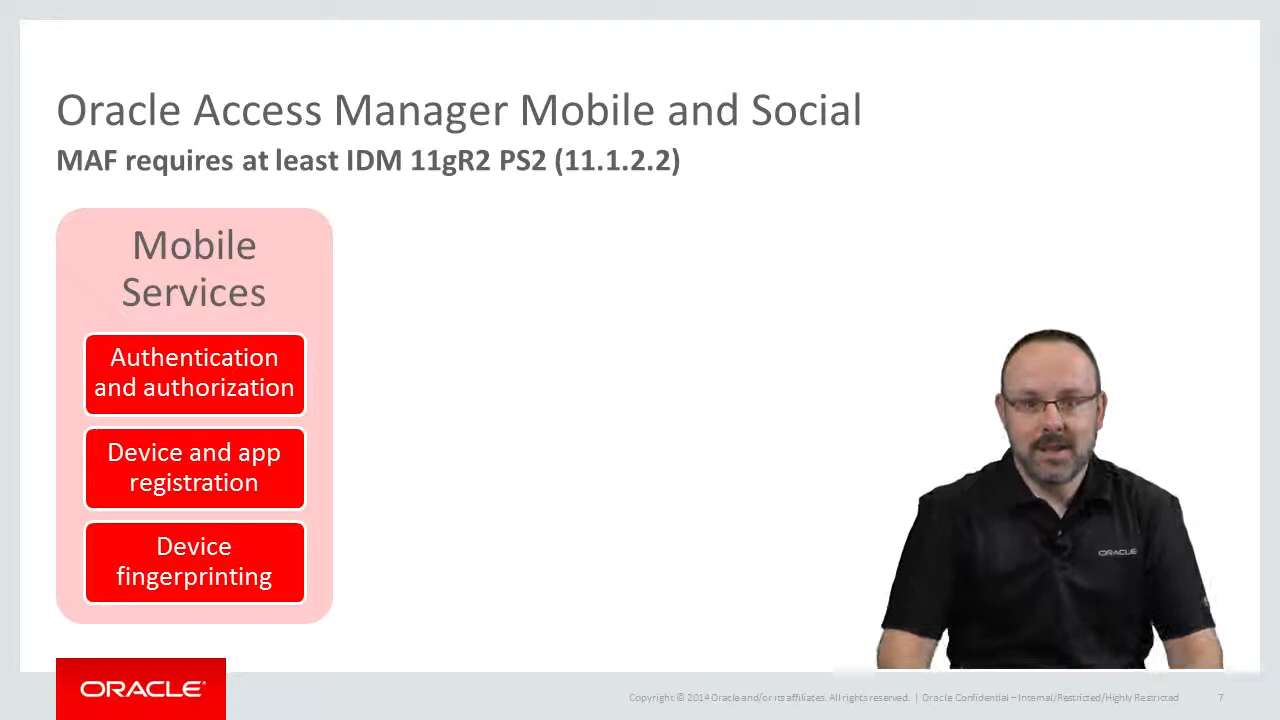 Oracle Access Manager Mobile and Social
MAF requires at least IDM 11gR2 PS2 (11.1.2.2)
Mobile
Services
Authentication
and authorization
Device and app
registration
Device
fingerprinting
ORACLE
ORACLE®
Copyright © 2014 Oracle and/or its affiliates. All rights reserved. | Oracle Confidential – Internal/Restricted/Highly Restricted
7